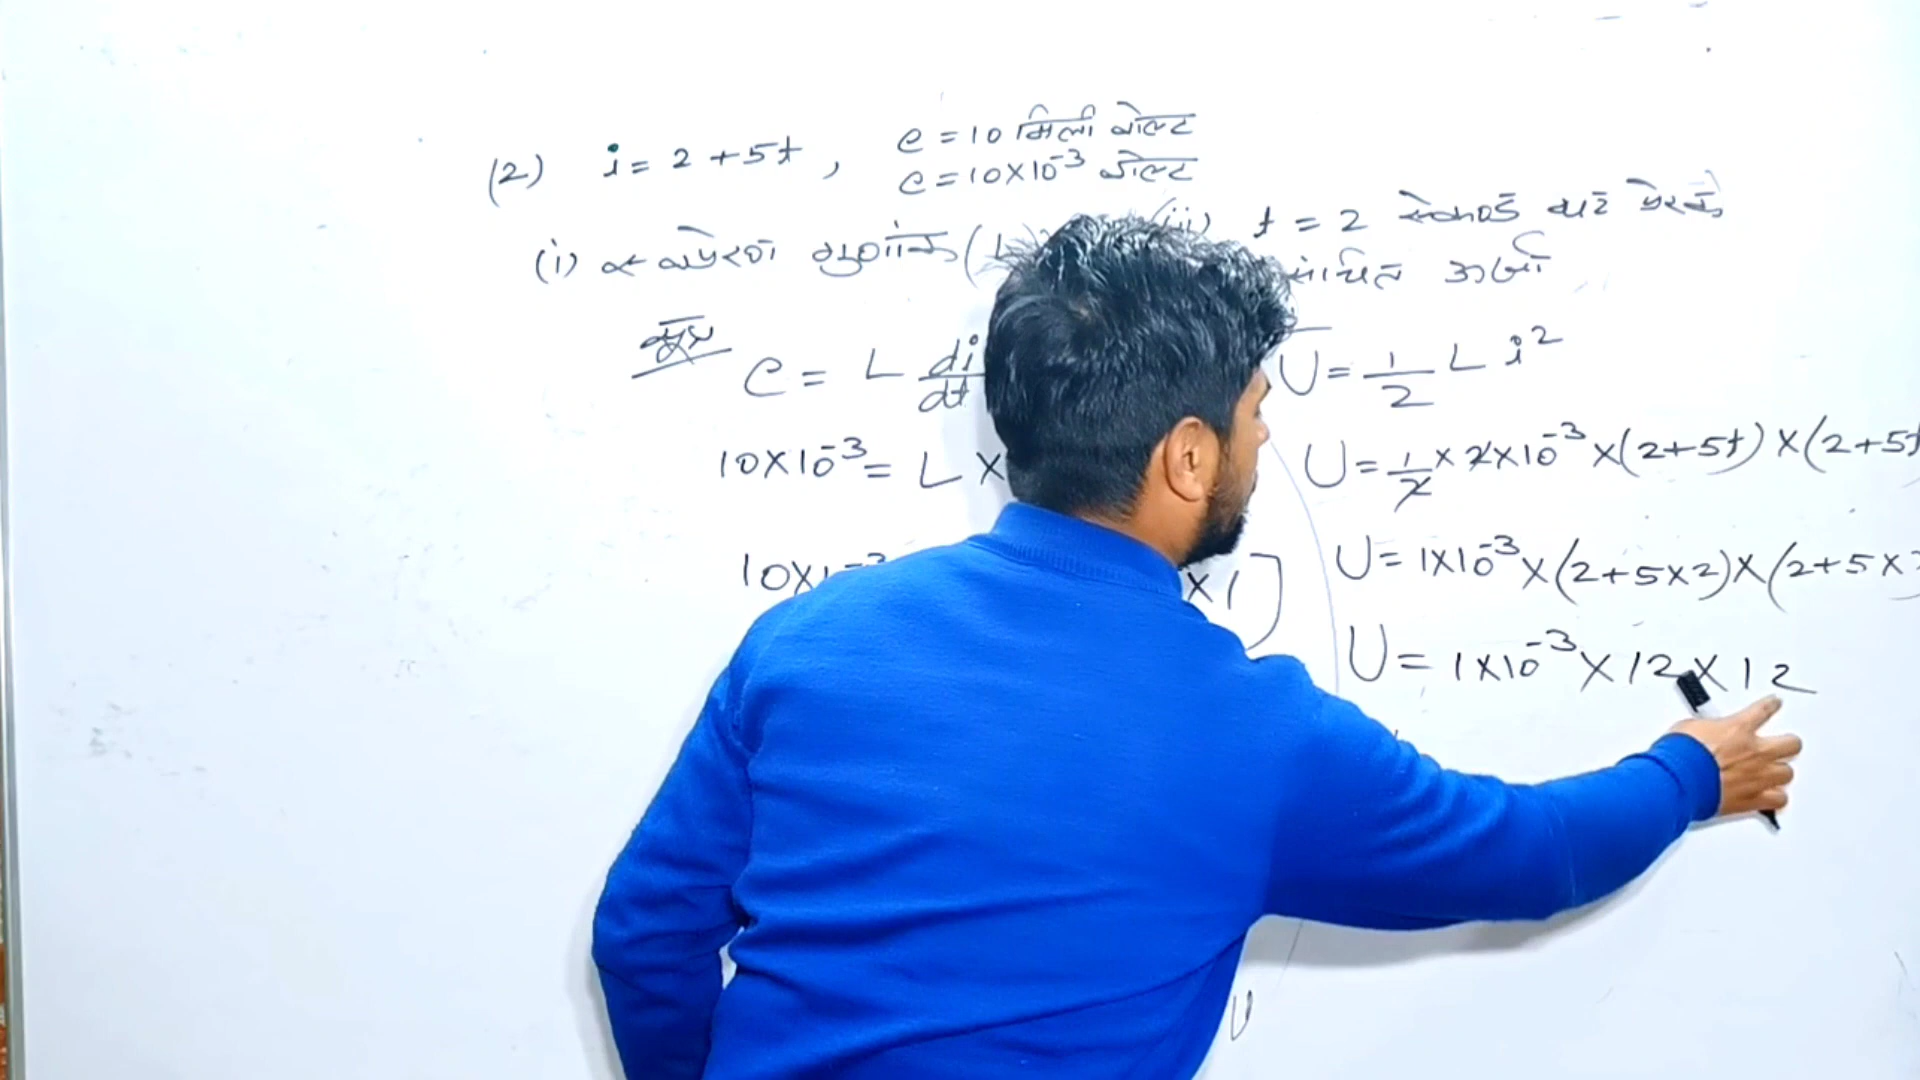 (2) i = 2 + 5t , e = 10 मिली वोल्ट
e = 10×10⁻³ वोल्ट
(i) स्वप्रेरण गुणांक (L)
(ii) t = 2 सेकण्ड बाद
संचित ऊर्जा
सूत्र
e = L di/dt
10×10⁻³ = L ×
10×1
×1]
U = 1/2 L i²
U = 1/2 × 2×10⁻³ ×(2+5t)×(2+5t
U = 1×10⁻³×(2+5×2)×(2+5×
U = 1×10⁻³×12×12